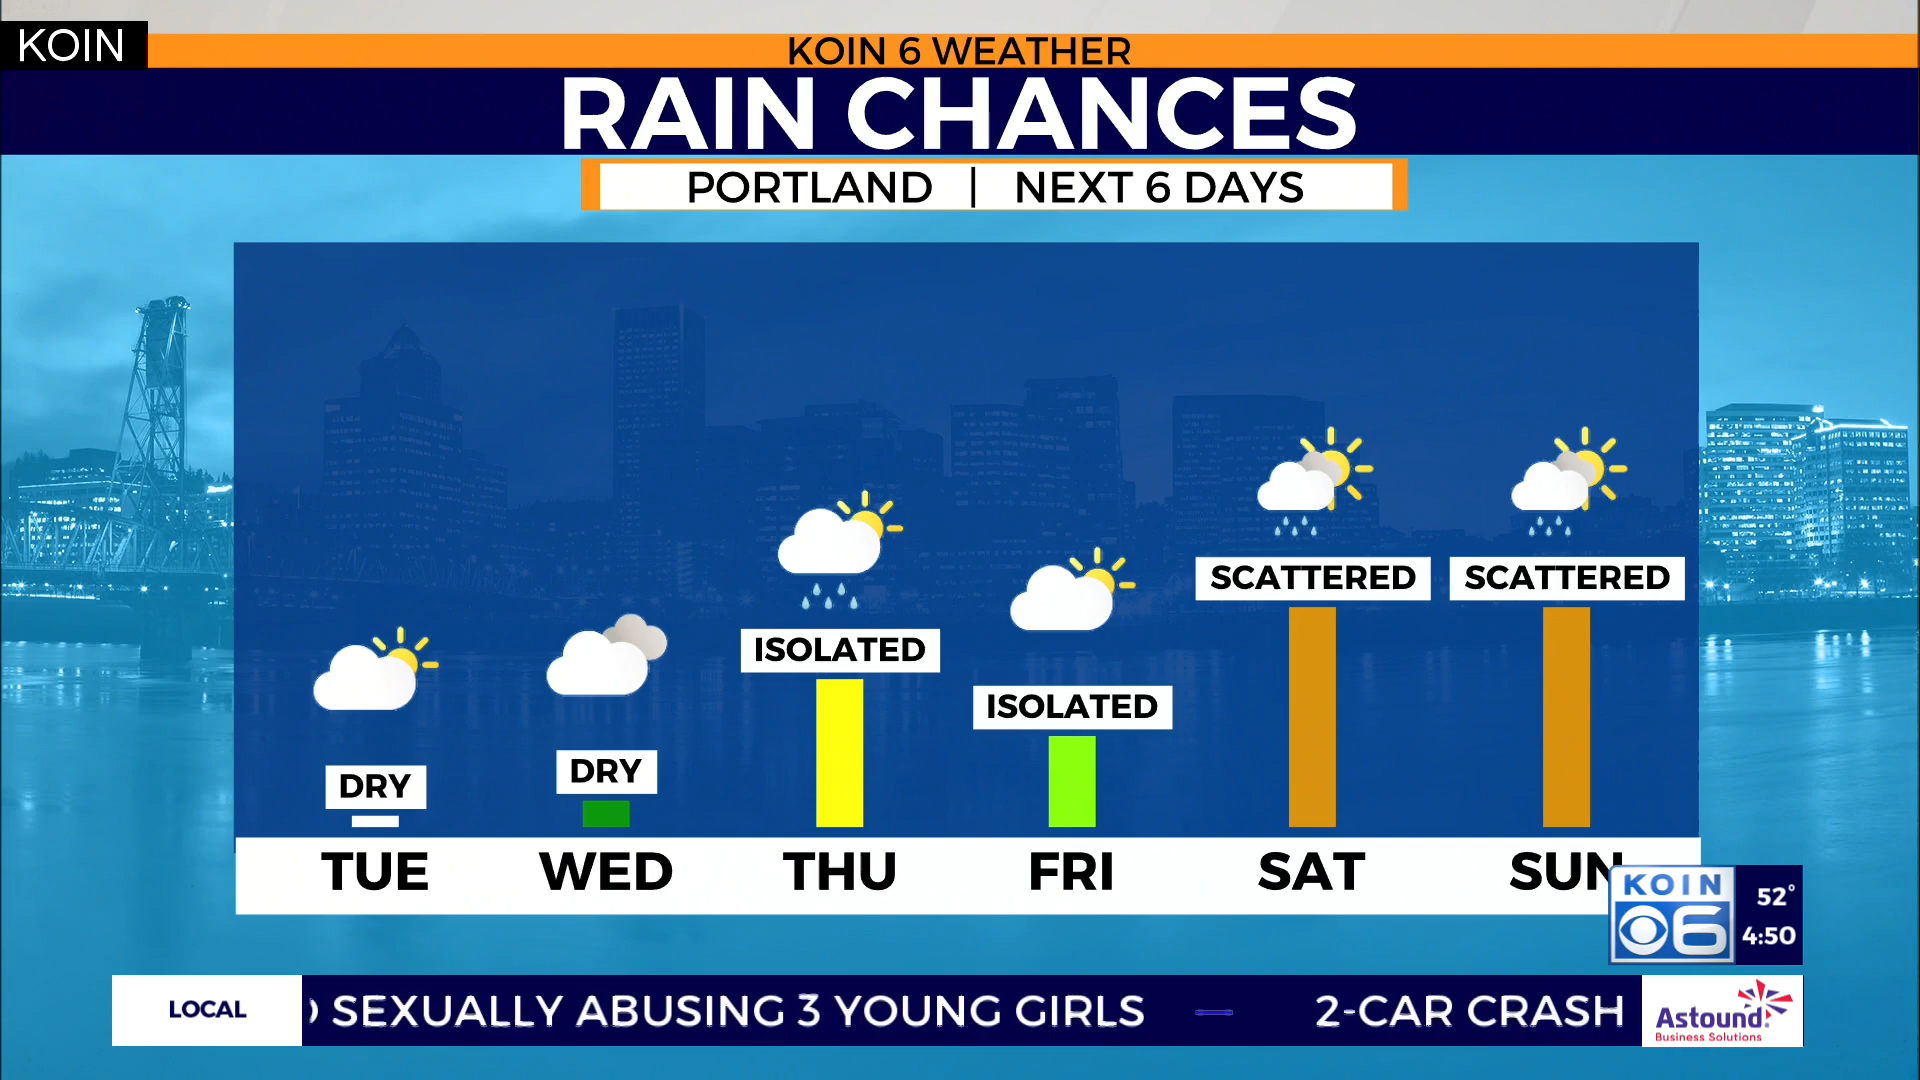 KOIN
KOIN 6 WEATHER
RAIN CHANCES
PORTLAND | NEXT 6 DAYS
SCATTERED
SCATTERED
ISOLATED
ISOLATED
DRY
DRY
TUE
WED
THU
FRI
SAT
SUN
KOIN
6
52°
4:50
LOCAL
SEXUALLY ABUSING 3 YOUNG GIRLS — 2-CAR CRASH
Astound
Business Solutions